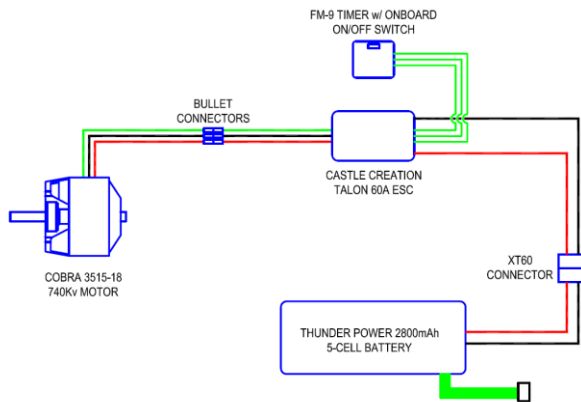 FM-9 TIMER w/ ONBOARD
ON/OFF SWITCH
BULLET
CONNECTORS
CASTLE CREATION
TALON 60A ESC
COBRA 3515-18
740Kv MOTOR
XT60
CONNECTOR
THUNDER POWER 2800mAh
5-CELL BATTERY